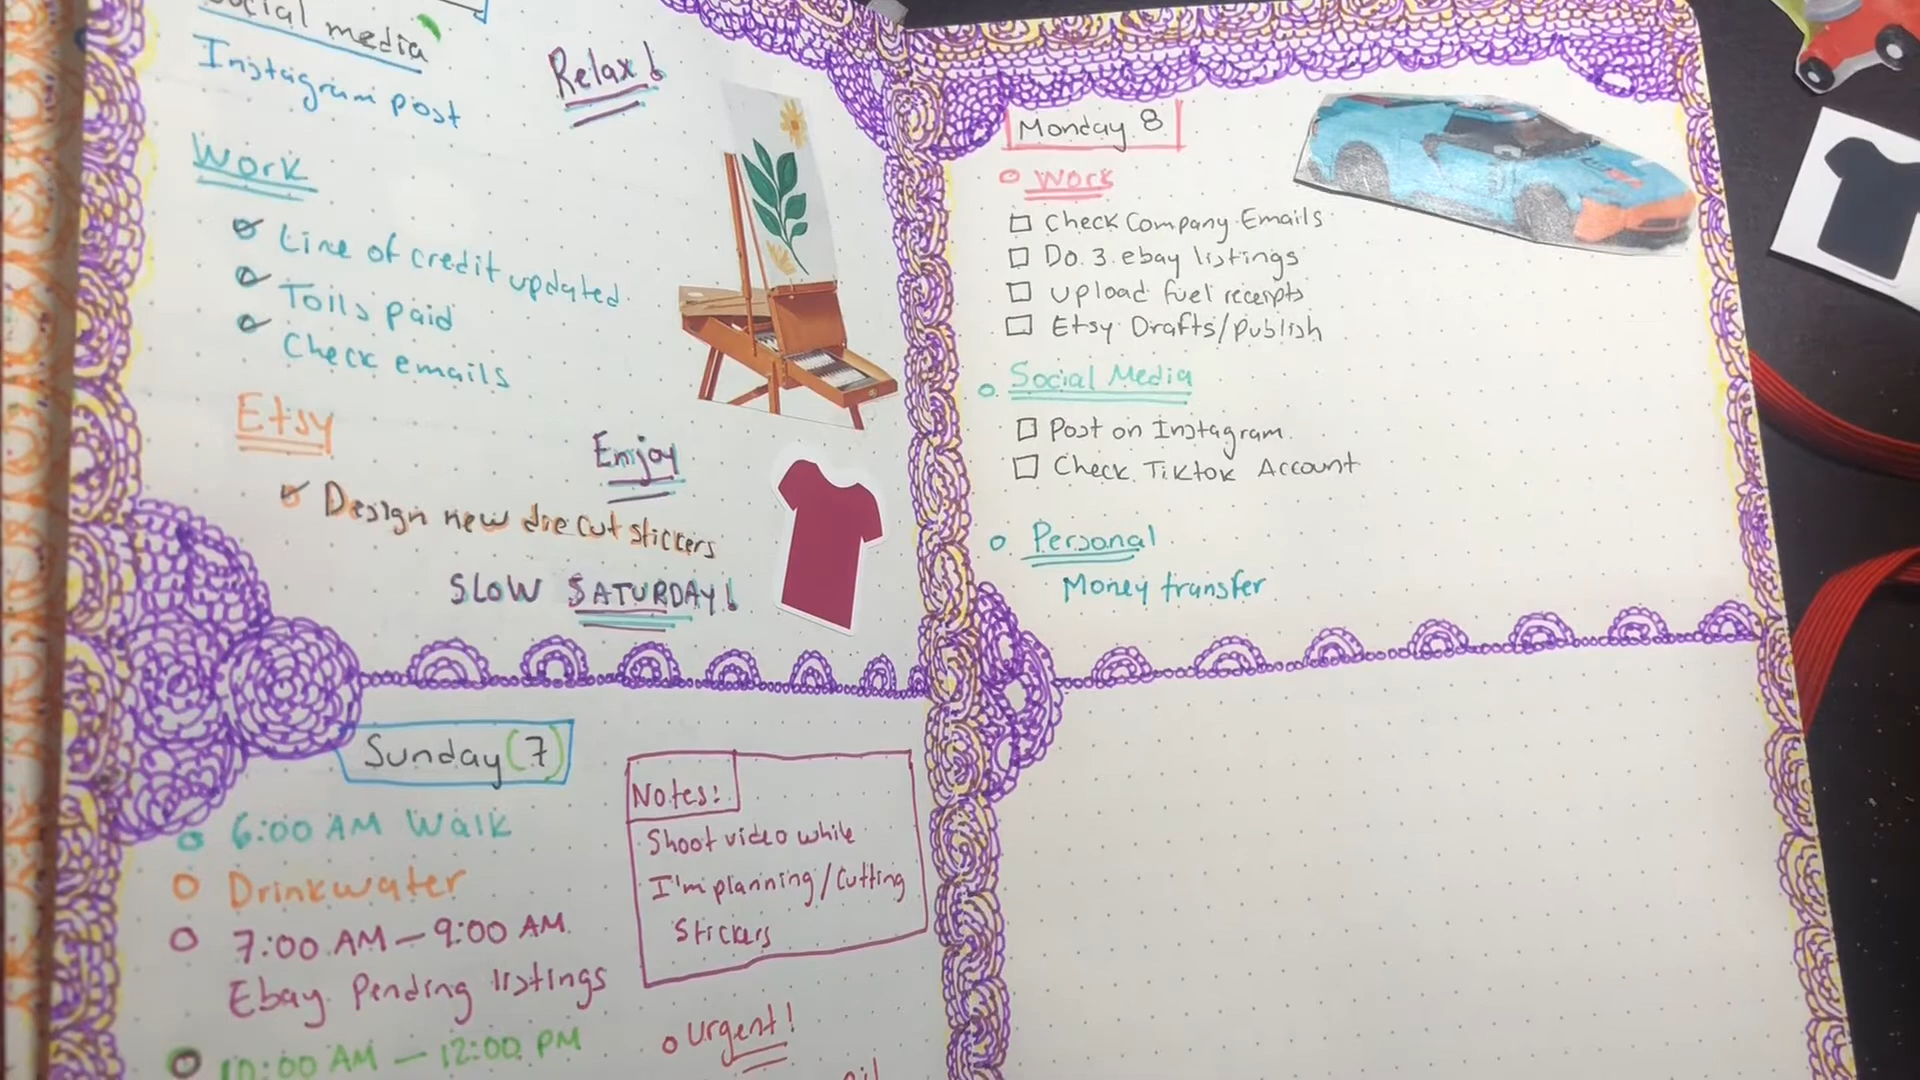 Social media
Instagram post
Relax!
Work
Line of credit updated
Tolls paid
Check emails
Etsy
Enjoy
Design new die cut stickers
SLOW SATURDAY!
Sunday (7)
6:00 AM Walk
Drink water
7:00 AM - 9:00 AM
Ebay Pending listings
10:00 AM - 12:00 PM
Notes:
Shoot video while
I'm planning/Cutting
Stickers
Urgent!
Monday 8
Work
Check Company Emails
Do 3 ebay listings
Upload fuel receipts
Etsy Drafts/Publish
Social Media
Post on Instagram
Check Tiktok Account
Personal
Money transfer